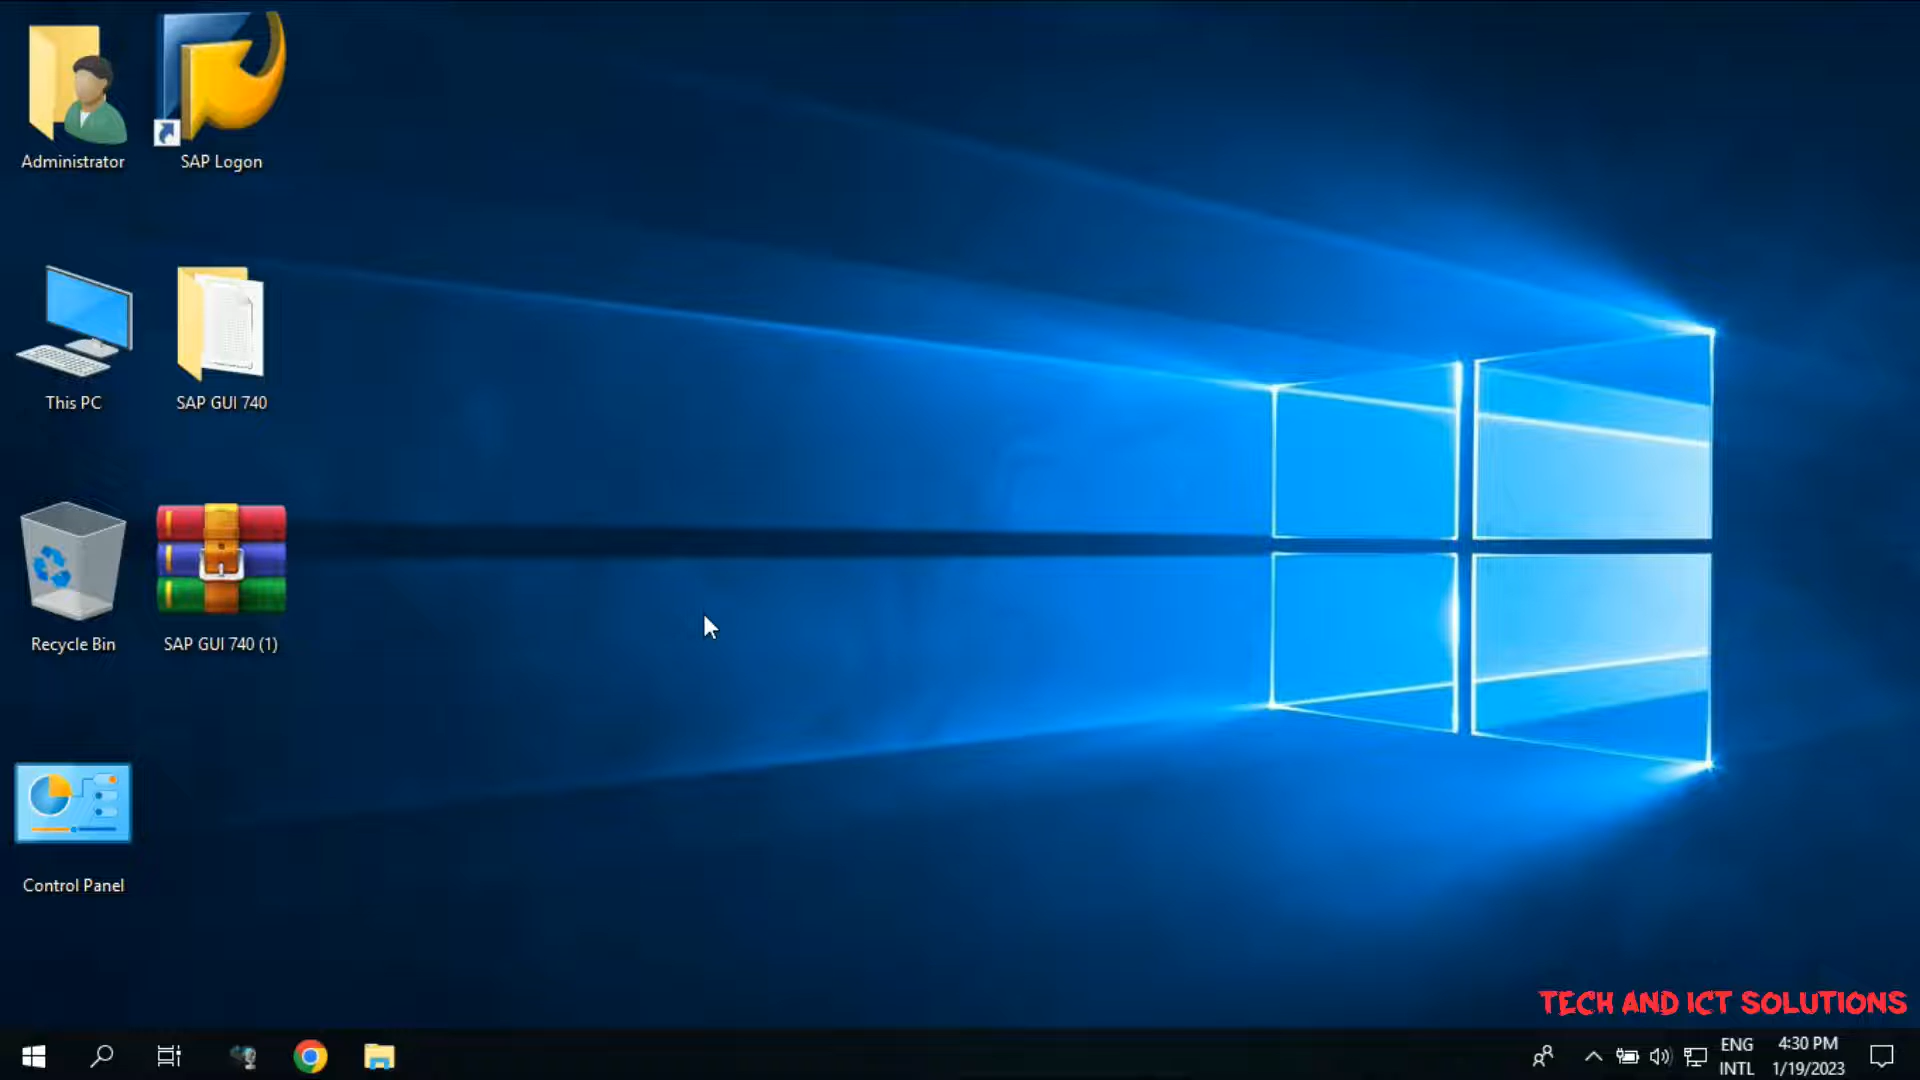 Administrator
SAP Logon
This PC
SAP GUI 740
Recycle Bin
SAP GUI 740 (1)
Control Panel
TECH AND ICT SOLUTIONS
ENG
INTL
4:30 PM
1/19/2023